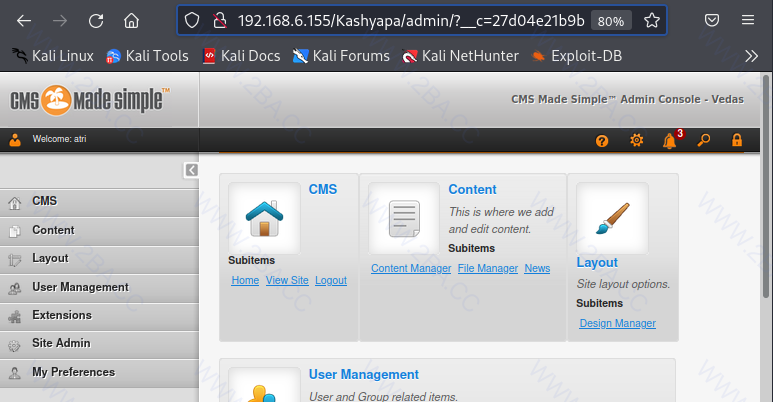 192.168.6.155/Kashyapa/admin/?__c=27d04e21b9b 80%
Kali Linux Kali Tools Kali Docs Kali Forums Kali NetHunter Exploit-DB
CMS Made Simple™ CMS Made Simple™ Admin Console - Vedas
Welcome: atri 3
CMS
Content
Layout
User Management
Extensions
Site Admin
My Preferences
CMS
Subitems
Home View Site Logout
Content
This is where we add
and edit content.
Subitems
Content Manager File Manager News
Layout
Site layout options.
Subitems
Design Manager
User Management
User and Group related items.
WWW.2BA.CC